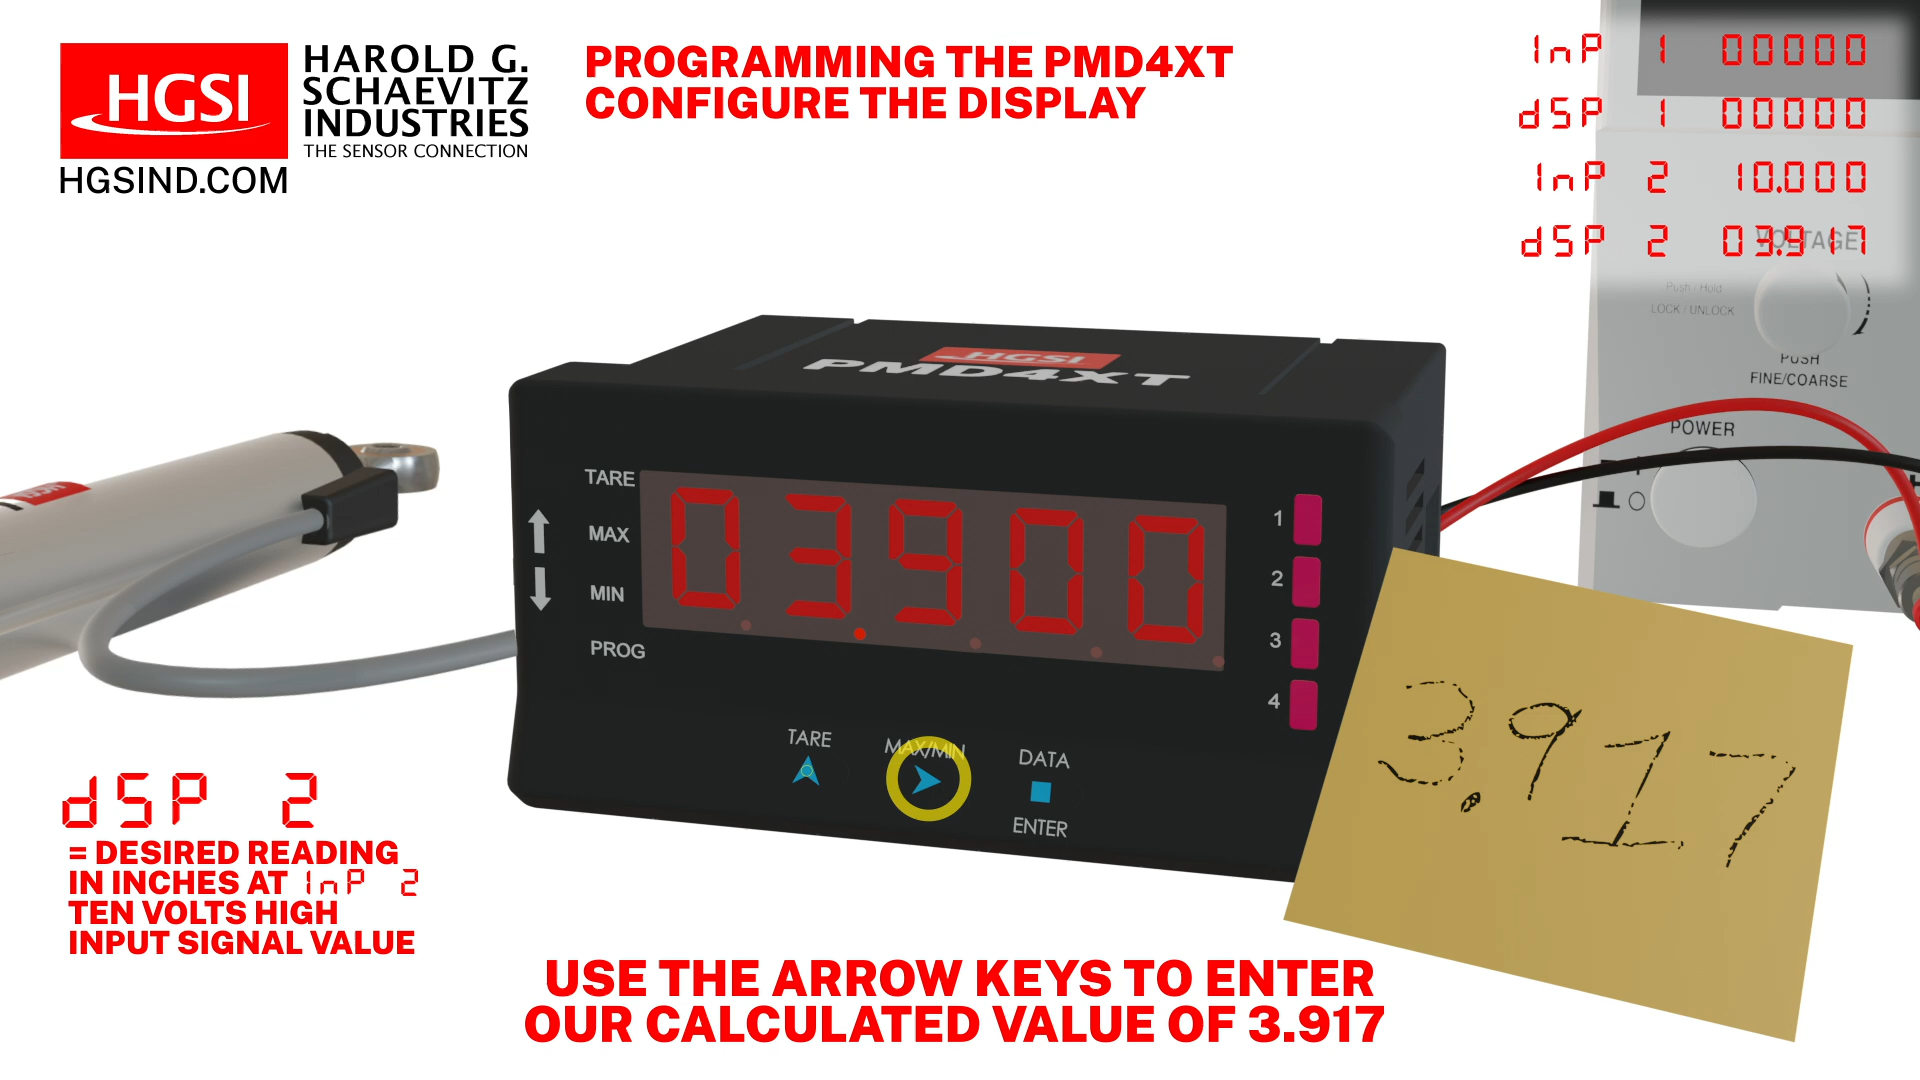 HGSI
HAROLD G.
SCHAEVITZ
INDUSTRIES
THE SENSOR CONNECTION
HGSIND.COM
PROGRAMMING THE PMD4XT
CONFIGURE THE DISPLAY
InP 1 00000
dSP 1 00000
InP 2 10.000
dSP 2 03.917
VOLTAGE
Push / Hold
LOCK / UNLOCK
PUSH
FINE/COARSE
POWER
HGSI
PMD4XT
TARE
MAX
MIN
PROG
03.900
1
2
3
4
TARE
MAX/MIN
DATA
ENTER
3.917
dSP 2
= DESIRED READING
IN INCHES AT InP 2
TEN VOLTS HIGH
INPUT SIGNAL VALUE
USE THE ARROW KEYS TO ENTER
OUR CALCULATED VALUE OF 3.917